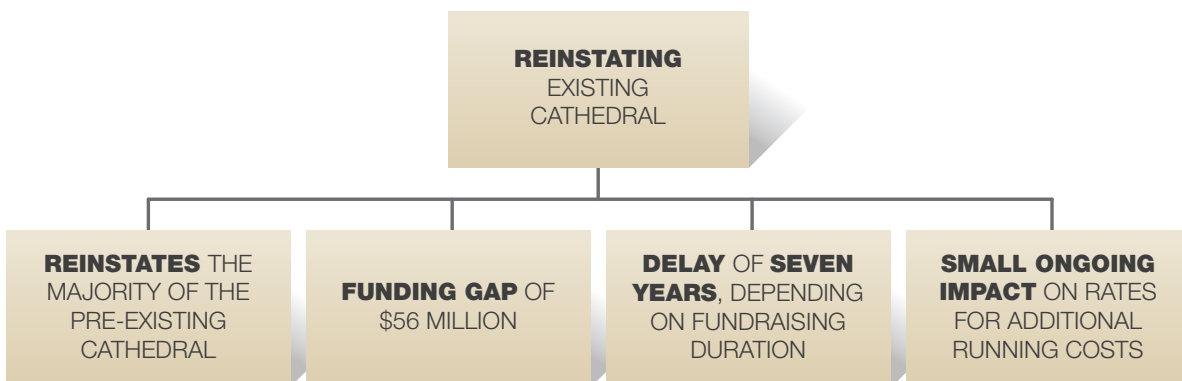 REINSTATING
EXISTING
CATHEDRAL
REINSTATES THE
MAJORITY OF THE
PRE-EXISTING
CATHEDRAL
FUNDING GAP OF
$56 MILLION
DELAY OF SEVEN
YEARS, DEPENDING
ON FUNDRAISING
DURATION
SMALL ONGOING
IMPACT ON RATES
FOR ADDITIONAL
RUNNING COSTS